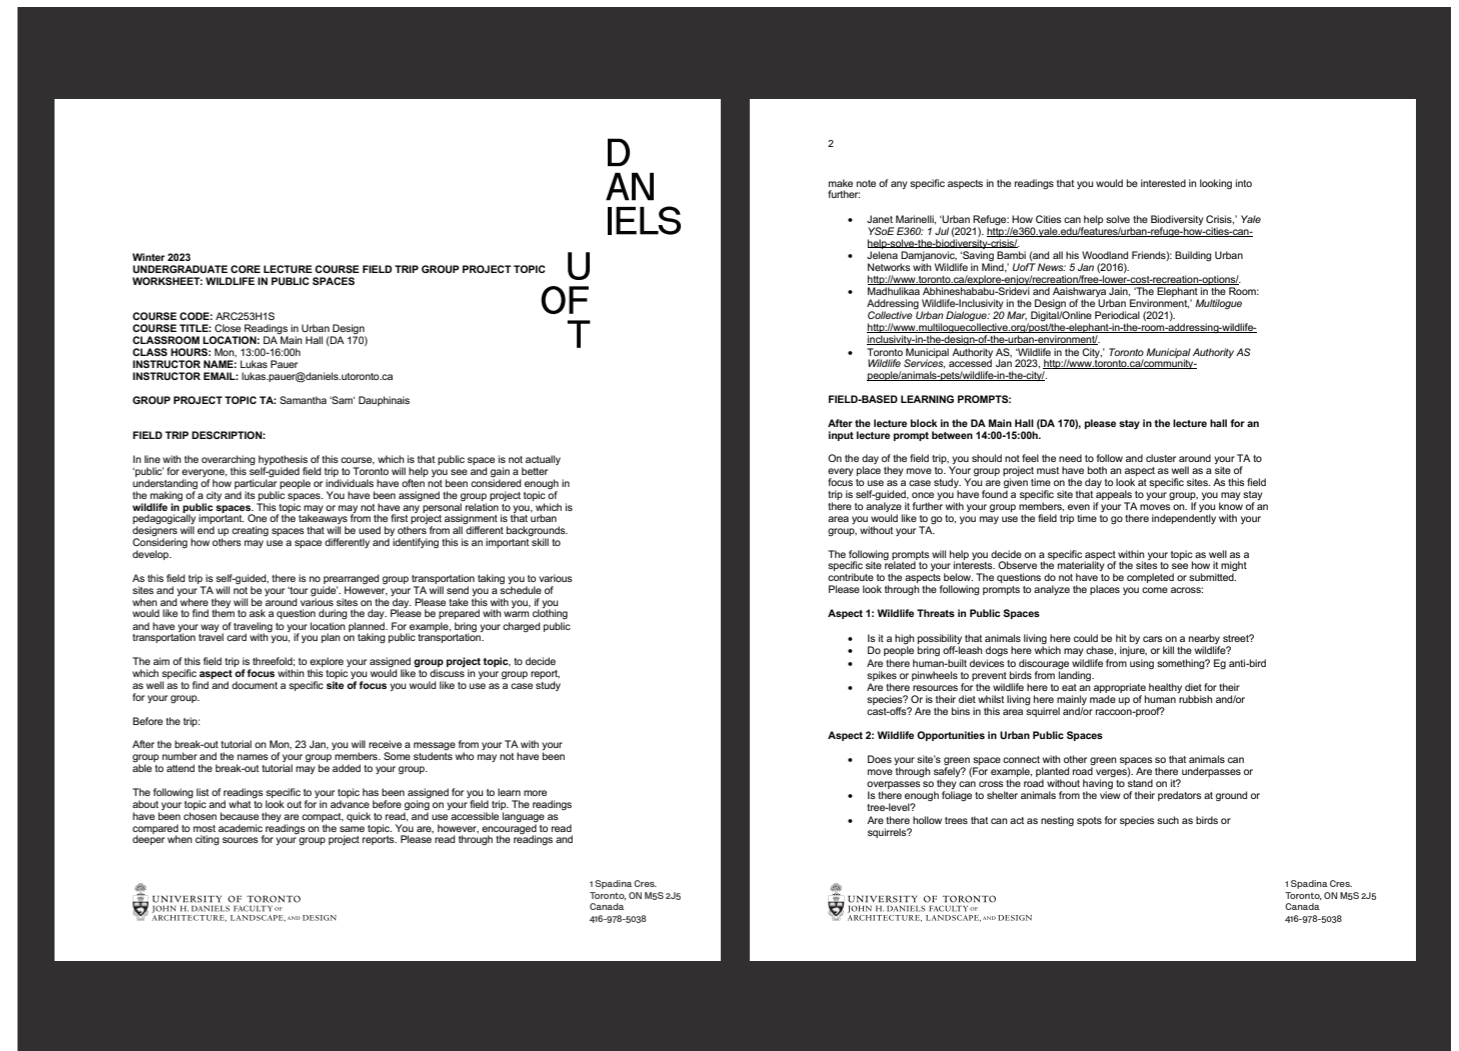 D
AN
IELS
U
OF
T
Winter 2023
UNDERGRADUATE CORE LECTURE COURSE FIELD TRIP GROUP PROJECT TOPIC
WORKSHEET: WILDLIFE IN PUBLIC SPACES
COURSE CODE: ARC253H1S
COURSE TITLE: Close Readings in Urban Design
CLASSROOM LOCATION: DA Main Hall (DA 170)
CLASS HOURS: Mon, 13:00-16:00h
INSTRUCTOR NAME: Lukas Pauer
INSTRUCTOR EMAIL: lukas.pauer@daniels.utoronto.ca
GROUP PROJECT TOPIC TA: Samantha ‘Sam’ Dauphinais
FIELD TRIP DESCRIPTION:
In line with the overarching hypothesis of this course, which is that public space is not actually
‘public’ for everyone, this self-guided field trip to Toronto will help you see and gain a better
understanding of how particular people or individuals have often not been considered enough in
the making of a city and its public spaces. You have been assigned the group project topic of
wildlife in public spaces. This topic may or may not have any personal relation to you, which is
pedagogically important. One of the takeaways from the first project assignment is that urban
designers will end up creating spaces that will be used by others from all different backgrounds.
Considering how others may use a space differently and identifying this is an important skill to
develop.
As this field trip is self-guided, there is no prearranged group transportation taking you to various
sites and your TA will not be your ‘tour guide’. However, your TA will send you a schedule of
when and where they will be around various sites on the day. Please take this with you, if you
would like to find them to ask a question during the day. Please be prepared with warm clothing
and have your way of traveling to your location planned. For example, bring your charged public
transportation travel card with you, if you plan on taking public transportation.
The aim of this field trip is threefold; to explore your assigned group project topic, to decide
which specific aspect of focus within this topic you would like to discuss in your group report,
as well as to find and document a specific site of focus you would like to use as a case study
for your group.
Before the trip:
After the break-out tutorial on Mon, 23 Jan, you will receive a message from your TA with your
group number and the names of your group members. Some students who may not have been
able to attend the break-out tutorial may be added to your group.
The following list of readings specific to your topic has been assigned for you to learn more
about your topic and what to look out for in advance before going on your field trip. The readings
have been chosen because they are compact, quick to read, and use accessible language as
compared to most academic readings on the same topic. You are, however, encouraged to read
deeper when citing sources for your group project reports. Please read through the readings and
UNIVERSITY OF TORONTO
JOHN H. DANIELS FACULTY OF
ARCHITECTURE, LANDSCAPE, AND DESIGN
1 Spadina Cres.
Toronto, ON M5S 2J5
Canada
416-978-5038
2
make note of any specific aspects in the readings that you would be interested in looking into
further:
• Janet Marinelli, ‘Urban Refuge: How Cities can help solve the Biodiversity Crisis,’ Yale
YSoE E360: 1 Jul (2021). http://e360.yale.edu/features/urban-refuge-how-cities-can-
help-solve-the-biodiversity-crisis/.
• Jelena Damjanovic, ‘Saving Bambi (and all his Woodland Friends): Building Urban
Networks with Wildlife in Mind,’ UofT News: 5 Jan (2016).
http://www.toronto.ca/explore-enjoy/recreation/free-lower-cost-recreation-options/.
• Madhulikaa Abhineshababu-Sridevi and Aaishwarya Jain, ‘The Elephant in the Room:
Addressing Wildlife-Inclusivity in the Design of the Urban Environment,’ Multilogue
Collective Urban Dialogue: 20 Mar, Digital/Online Periodical (2021).
http://www.multiloguecollective.org/post/the-elephant-in-the-room-addressing-wildlife-
inclusivity-in-the-design-of-the-urban-environment/.
• Toronto Municipal Authority AS, ‘Wildlife in the City,’ Toronto Municipal Authority AS
Wildlife Services, accessed Jan 2023, http://www.toronto.ca/community-
people/animals-pets/wildlife-in-the-city/.
FIELD-BASED LEARNING PROMPTS:
After the lecture block in the DA Main Hall (DA 170), please stay in the lecture hall for an
input lecture prompt between 14:00-15:00h.
On the day of the field trip, you should not feel the need to follow and cluster around your TA to
every place they move to. Your group project must have both an aspect as well as a site of
focus to use as a case study. You are given time on the day to look at specific sites. As this field
trip is self-guided, once you have found a specific site that appeals to your group, you may stay
there to analyze it further with your group members, even if your TA moves on. If you know of an
area you would like to go to, you may use the field trip time to go there independently with your
group, without your TA.
The following prompts will help you decide on a specific aspect within your topic as well as a
specific site related to your interests. Observe the materiality of the sites to see how it might
contribute to the aspects below. The questions do not have to be completed or submitted.
Please look through the following prompts to analyze the places you come across:
Aspect 1: Wildlife Threats in Public Spaces
• Is it a high possibility that animals living here could be hit by cars on a nearby street?
• Do people bring off-leash dogs here which may chase, injure, or kill the wildlife?
• Are there human-built devices to discourage wildlife from using something? Eg anti-bird
spikes or pinwheels to prevent birds from landing.
• Are there resources for the wildlife here to eat an appropriate healthy diet for their
species? Or is their diet whilst living here mainly made up of human rubbish and/or
cast-offs? Are the bins in this area squirrel and/or raccoon-proof?
Aspect 2: Wildlife Opportunities in Urban Public Spaces
• Does your site’s green space connect with other green spaces so that animals can
move through safely? (For example, planted road verges). Are there underpasses or
overpasses so they can cross the road without having to stand on it?
• Is there enough foliage to shelter animals from the view of their predators at ground or
tree-level?
• Are there hollow trees that can act as nesting spots for species such as birds or
squirrels?
UNIVERSITY OF TORONTO
JOHN H. DANIELS FACULTY OF
ARCHITECTURE, LANDSCAPE, AND DESIGN
1 Spadina Cres.
Toronto, ON M5S 2J5
Canada
416-978-5038